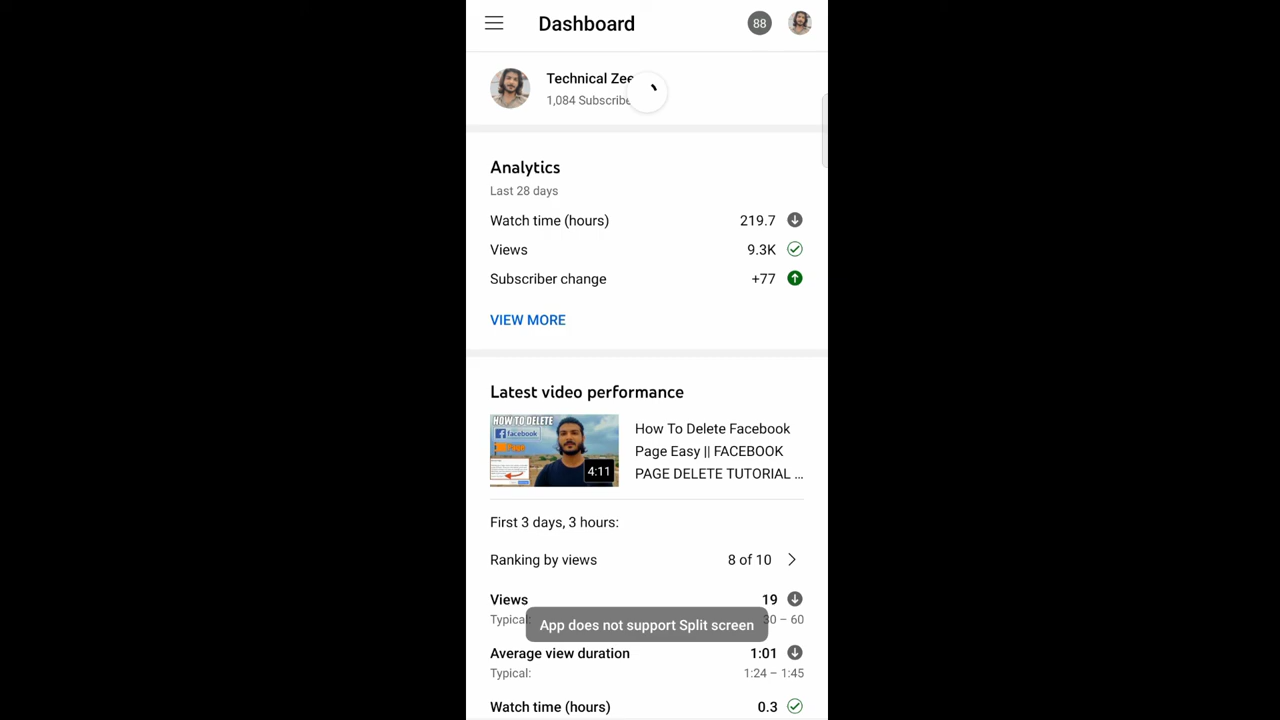 Dashboard
88
Technical Zee
1,084 Subscribe
Analytics
Last 28 days
Watch time (hours) 219.7
Views 9.3K
Subscriber change +77
VIEW MORE
Latest video performance
HOW TO DELETE
facebook
Page
4:11
How To Delete Facebook
Page Easy || FACEBOOK
PAGE DELETE TUTORIAL ...
First 3 days, 3 hours:
Ranking by views 8 of 10
Views 19
Typical: 30 – 60
App does not support Split screen
Average view duration 1:01
Typical: 1:24 – 1:45
Watch time (hours) 0.3